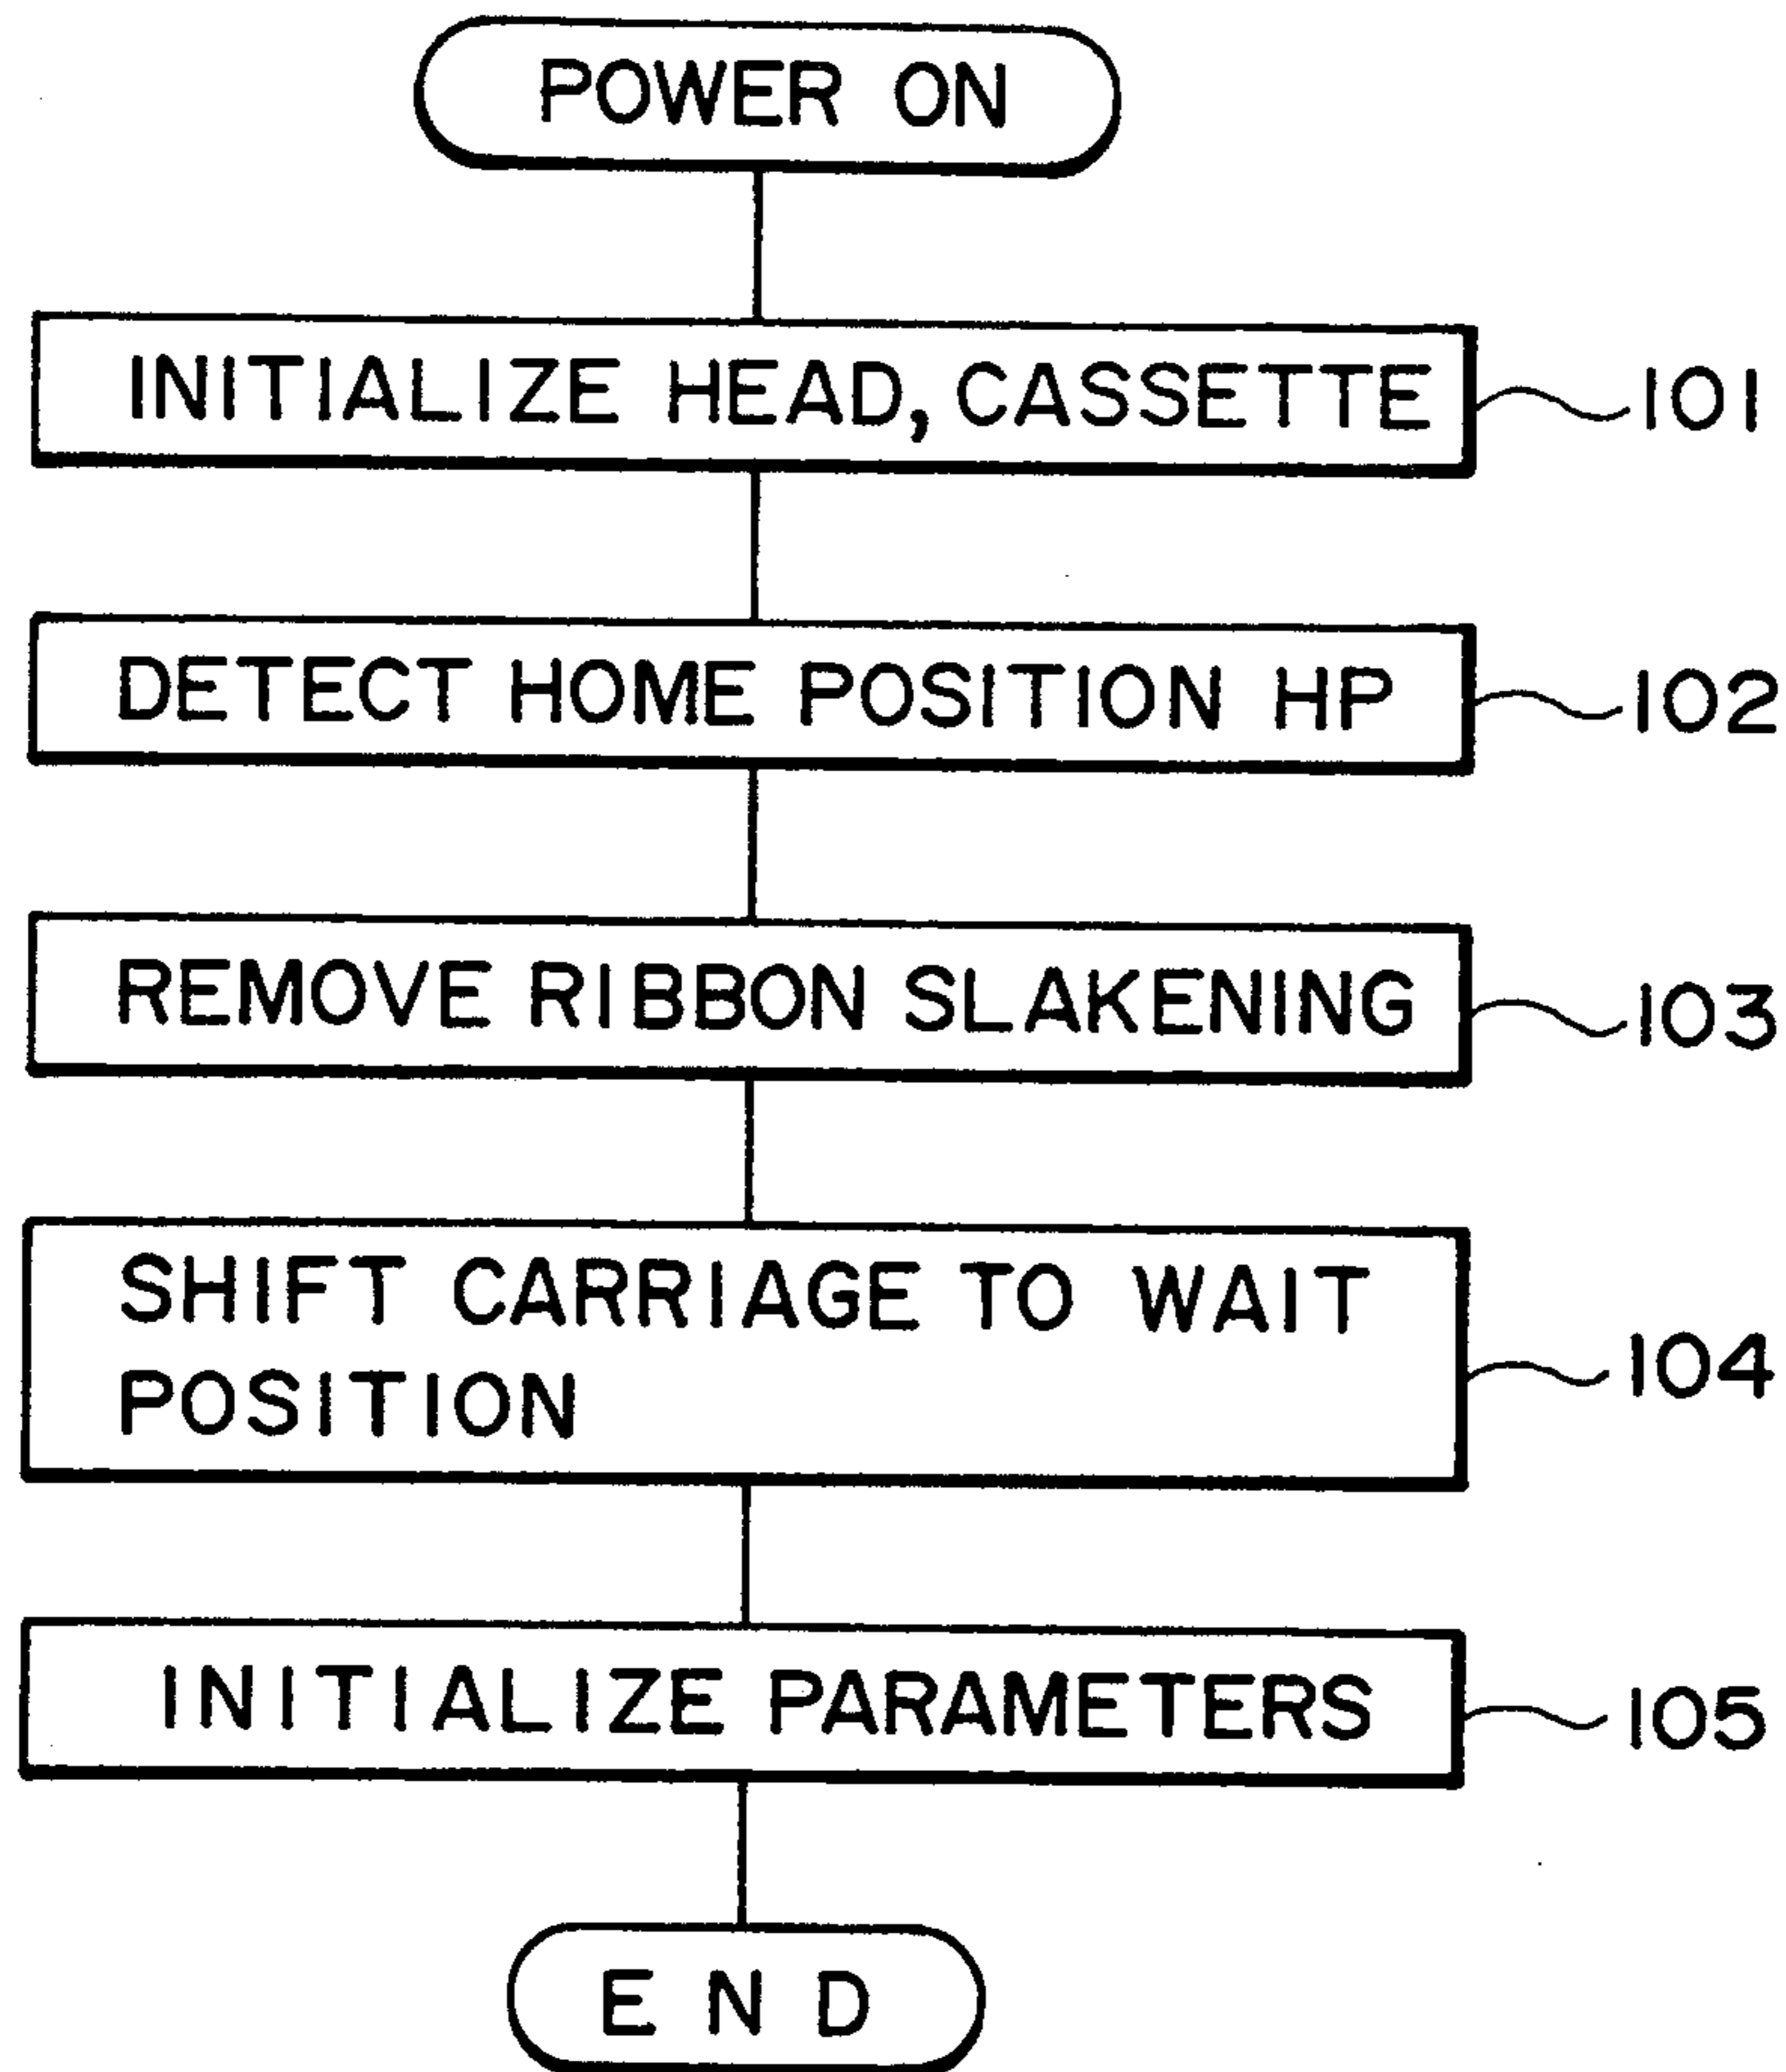 POWER ON
INITIALIZE HEAD, CASSETTE
101
DETECT HOME POSITION HP
102
REMOVE RIBBON SLAKENING
103
SHIFT CARRIAGE TO WAIT
POSITION
104
INITIALIZE PARAMETERS
105
END